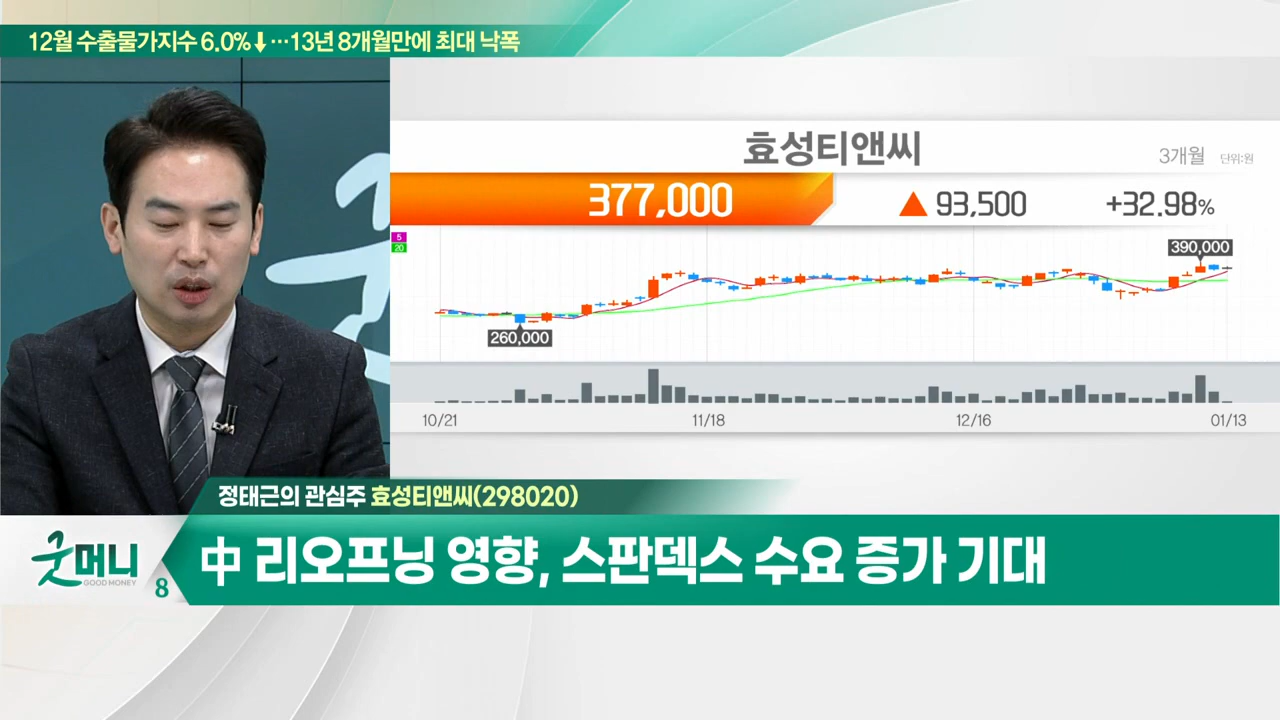 12월 수출물가지수 6.0%↓…13년 8개월만에 최대 낙폭
효성티앤씨
3개월 단위:원
377,000 ▲ 93,500 +32.98%
5
20
390,000
260,000
10/21 11/18 12/16 01/13
정태근의 관심주 효성티앤씨(298020)
굿머니 GOOD MONEY 8
中 리오프닝 영향, 스판덱스 수요 증가 기대